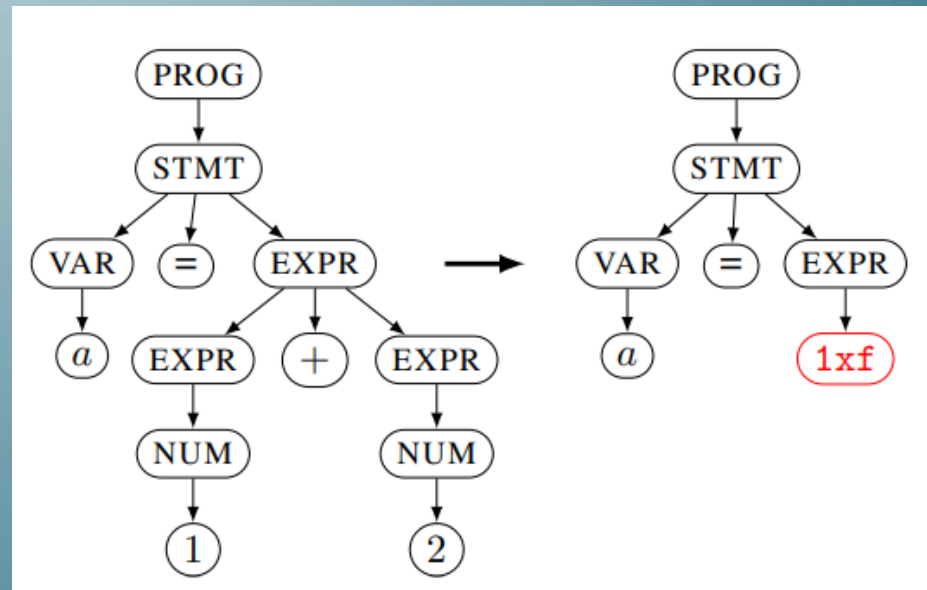 PROG PROG
STMT STMT
VAR = EXPR VAR = EXPR
a EXPR + EXPR a 1xf
NUM NUM
1 2